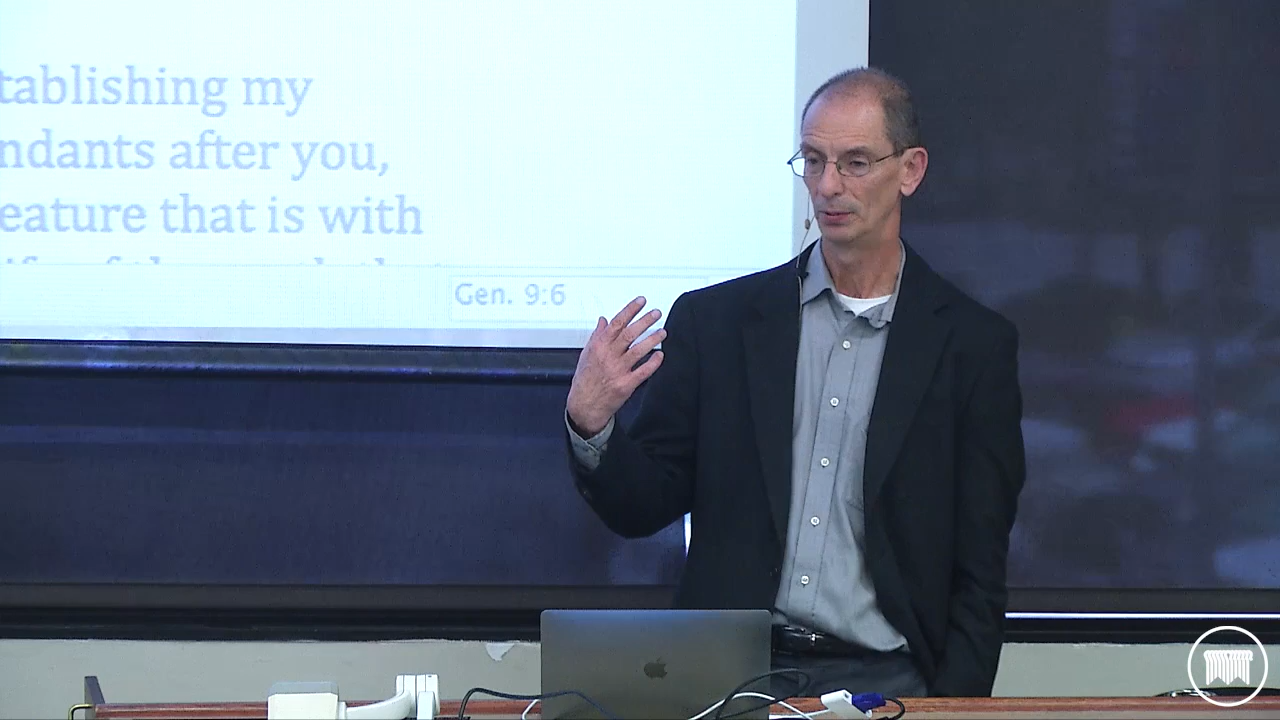 tablishing my
ndants after you,
eature that is with
Gen. 9:6